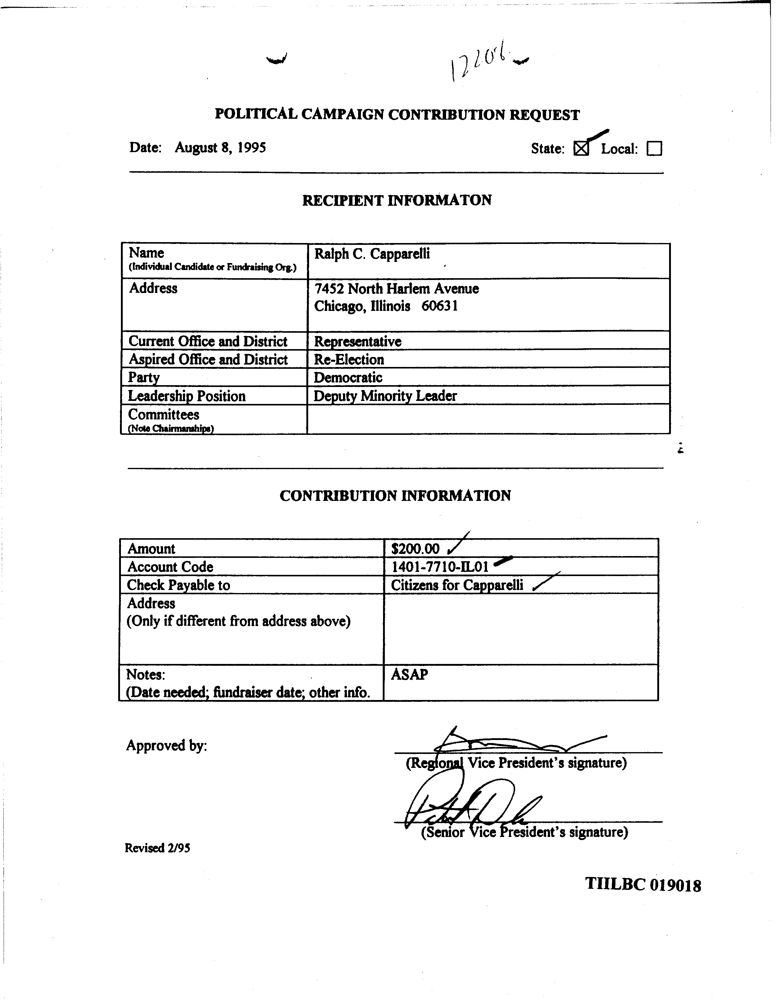 POLITICAL CAMPAIGN CONTRIBUTION REQUEST
Date: August 8, 1995 State: ☒ Local: ☐
RECIPIENT INFORMATON
Name Ralph C. Capparelli
(Individual Candidate or Fundraising Org.)
Address 7452 North Harlem Avenue
Chicago, Illinois 60631
Current Office and District Representative
Aspired Office and District Re-Election
Party Democratic
Leadership Position Deputy Minority Leader
Committees
(Note Chairmanships)
CONTRIBUTION INFORMATION
Amount $200.00
Account Code 1401-7710-IL01
Check Payable to Citizens for Capparelli
Address
(Only if different from address above)
Notes: ASAP
(Date needed; fundraiser date; other info.
Approved by:
(Regional Vice President's signature)
(Senior Vice President's signature)
Revised 2/95
TIILBC 019018